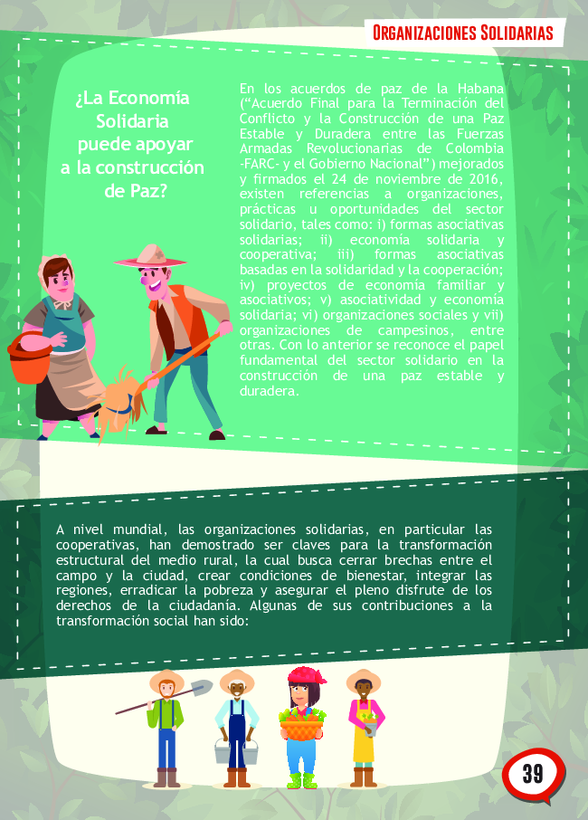 Organizaciones Solidarias
¿La Economía
Solidaria
puede apoyar
a la construcción
de Paz?
En los acuerdos de paz de la Habana
(“Acuerdo Final para la Terminación del
Conflicto y la Construcción de una Paz
Estable y Duradera entre las Fuerzas
Armadas Revolucionarias de Colombia
-FARC- y el Gobierno Nacional”) mejorados
y firmados el 24 de noviembre de 2016,
existen referencias a organizaciones,
prácticas u oportunidades del sector
solidario, tales como: i) formas asociativas
solidarias; ii) economía solidaria y
cooperativa; iii) formas asociativas
basadas en la solidaridad y la cooperación;
iv) proyectos de economía familiar y
asociativos; v) asociatividad y economía
solidaria; vi) organizaciones sociales y vii)
organizaciones de campesinos, entre
otras. Con lo anterior se reconoce el papel
fundamental del sector solidario en la
construcción de una paz estable y
duradera.
A nivel mundial, las organizaciones solidarias, en particular las
cooperativas, han demostrado ser claves para la transformación
estructural del medio rural, la cual busca cerrar brechas entre el
campo y la ciudad, crear condiciones de bienestar, integrar las
regiones, erradicar la pobreza y asegurar el pleno disfrute de los
derechos de la ciudadanía. Algunas de sus contribuciones a la
transformación social han sido:
39